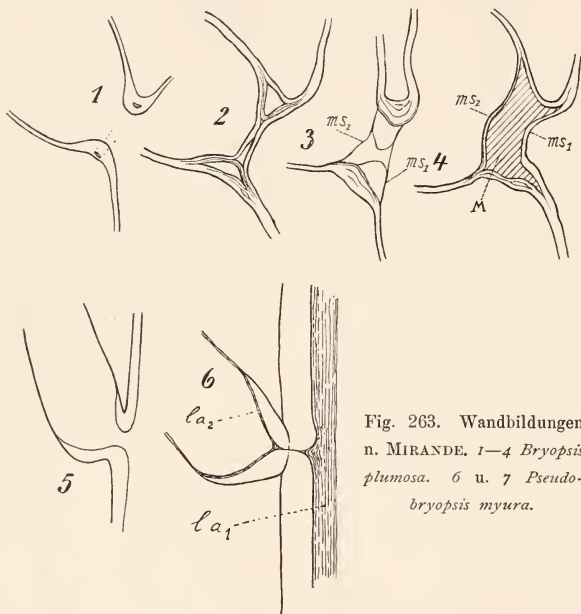 1
2
3
ms2
ms1
4
ms2
ms1
M
5
6
la2
la1
Fig. 263. Wandbildungen
n. MIRANDE. 1—4 Bryopsis
plumosa. 6 u. 7 Pseudo-
bryopsis myura.